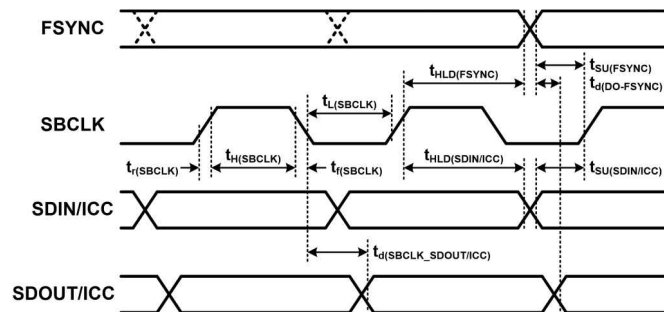 FSYNC
tSU(FSYNC)
tHLD(FSYNC)
td(DO-FSYNC)
tL(SBCLK)
SBCLK
tr(SBCLK)
tH(SBCLK)
tf(SBCLK)
tHLD(SDIN/ICC)
tSU(SDIN/ICC)
SDIN/ICC
td(SBCLK_SDOUT/ICC)
SDOUT/ICC